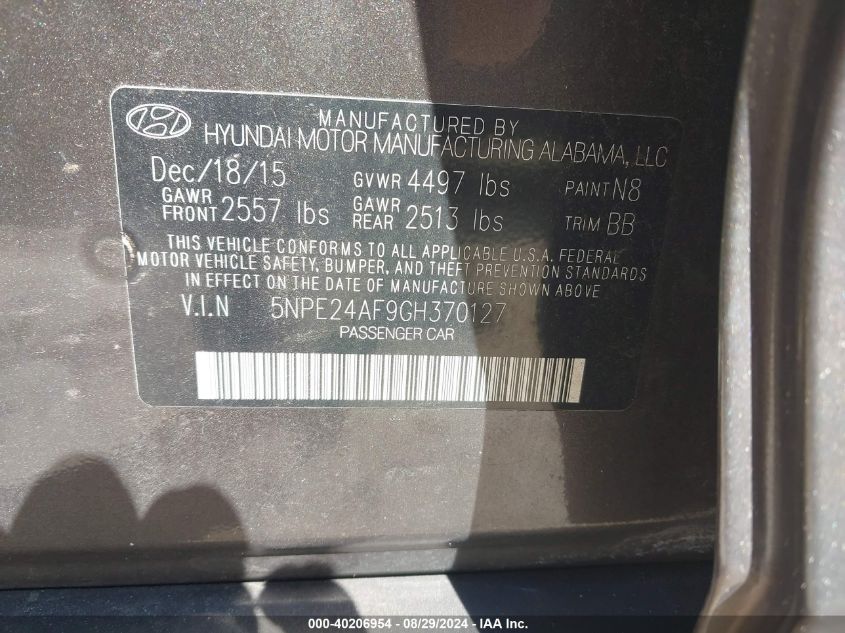 MANUFACTURED BY
HYUNDAI MOTOR MANUFACTURING ALABAMA, LLC
Dec/18/15 GVWR 4497 lbs PAINT N8
GAWR FRONT 2557 lbs GAWR REAR 2513 lbs TRIM BB
THIS VEHICLE CONFORMS TO ALL APPLICABLE U.S.A. FEDERAL
MOTOR VEHICLE SAFETY, BUMPER, AND THEFT PREVENTION STANDARDS
IN EFFECT ON THE DATE OF MANUFACTURE SHOWN ABOVE
V.I.N 5NPE24AF9GH370127
PASSENGER CAR
000-40206954 - 08/29/2024 - IAA, Inc.